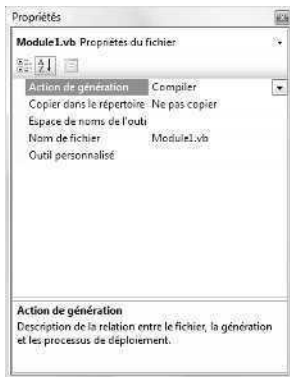 Propriétés
Module1.vb Propriétés du fichier
Action de génération Compiler
Copier dans le répertoire Ne pas copier
Espace de noms de l'outi
Nom de fichier Module1.vb
Outil personnalisé
Action de génération
Description de la relation entre le fichier, la génération
et les processus de déploiement.